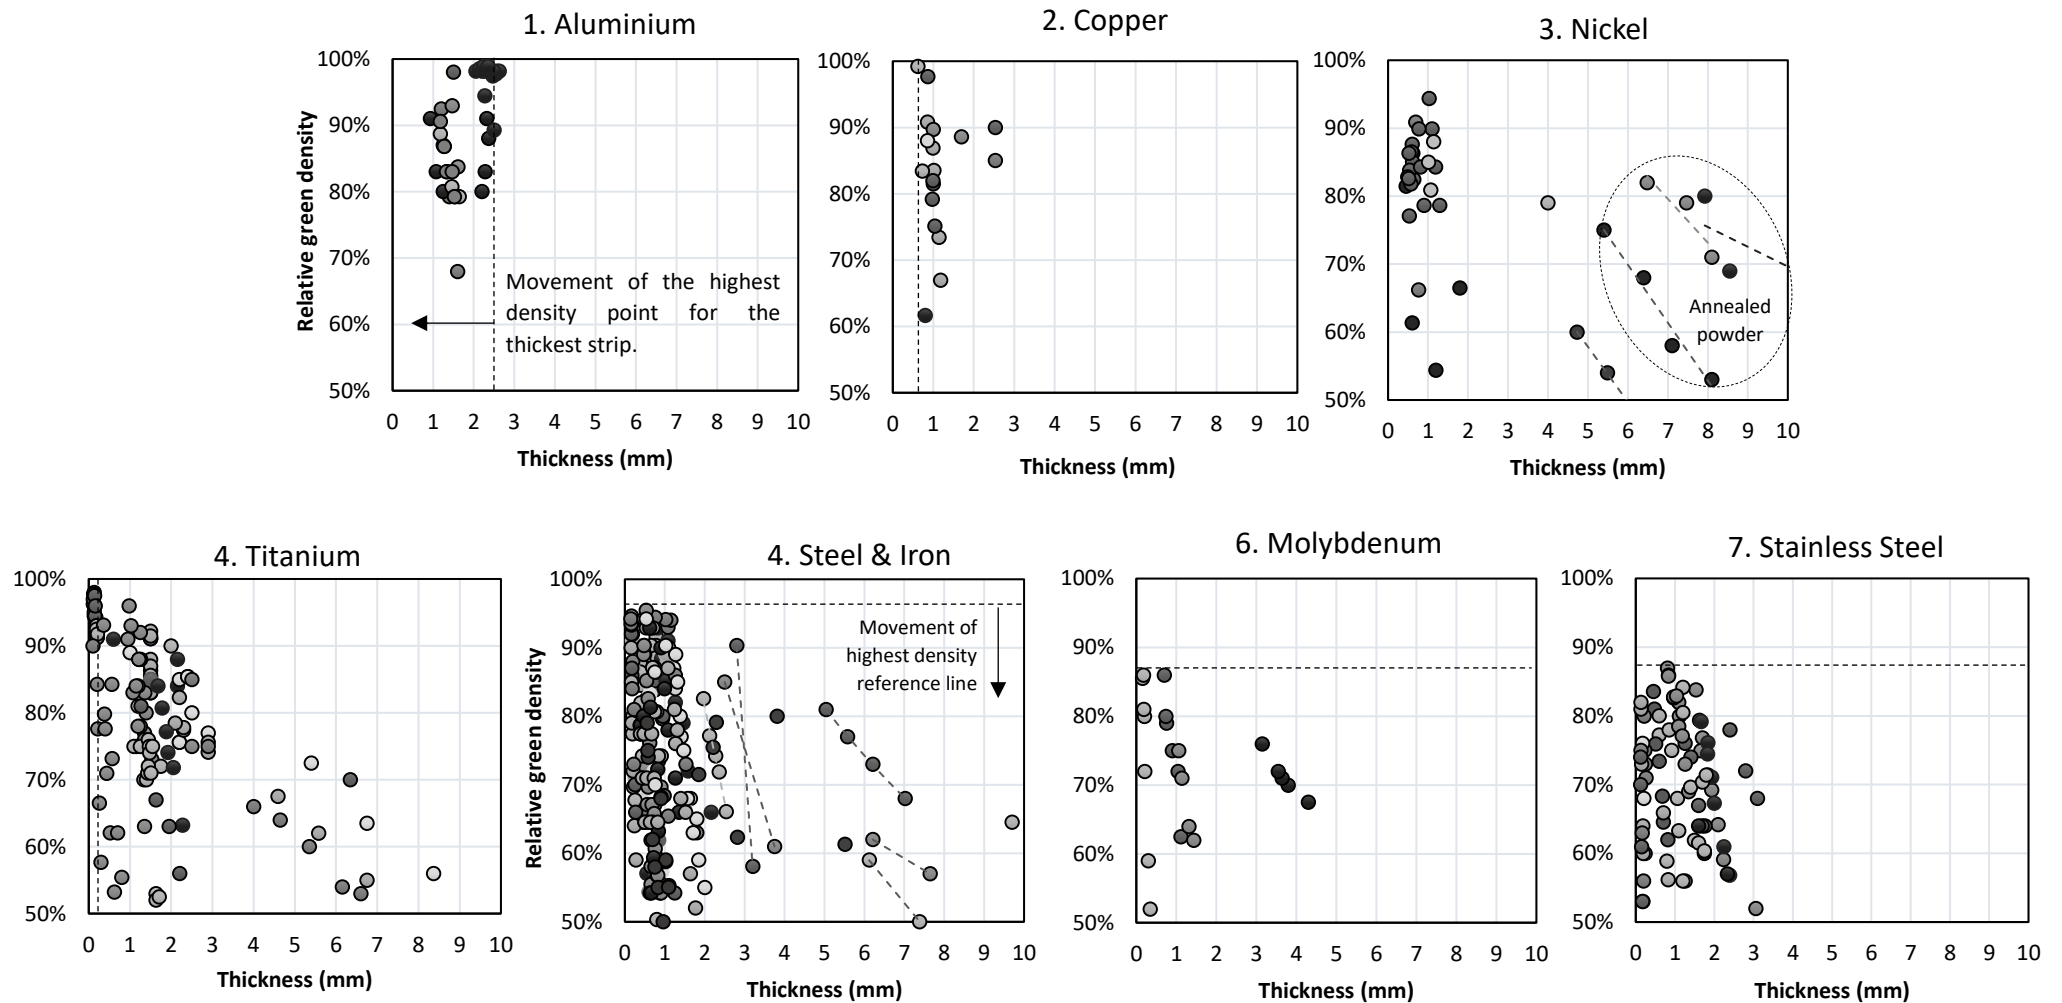 1. Aluminium
2. Copper
3. Nickel
Relative green density
100%
90%
80%
70%
60%
50%
Movement of the highest
density point for the
thickest strip.
0 1 2 3 4 5 6 7 8 9 10
Thickness (mm)
100%
90%
80%
70%
60%
50%
0 1 2 3 4 5 6 7 8 9 10
Thickness (mm)
100%
90%
80%
70%
60%
50%
Annealed
powder
0 1 2 3 4 5 6 7 8 9 10
Thickness (mm)
4. Titanium
4. Steel & Iron
6. Molybdenum
7. Stainless Steel
100%
90%
80%
70%
60%
50%
0 1 2 3 4 5 6 7 8 9 10
Thickness (mm)
Relative green density
100%
90%
80%
70%
60%
50%
Movement of
highest density
reference line
0 1 2 3 4 5 6 7 8 9 10
Thickness (mm)
100%
90%
80%
70%
60%
50%
0 1 2 3 4 5 6 7 8 9 10
Thickness (mm)
100%
90%
80%
70%
60%
50%
0 1 2 3 4 5 6 7 8 9 10
Thickness (mm)